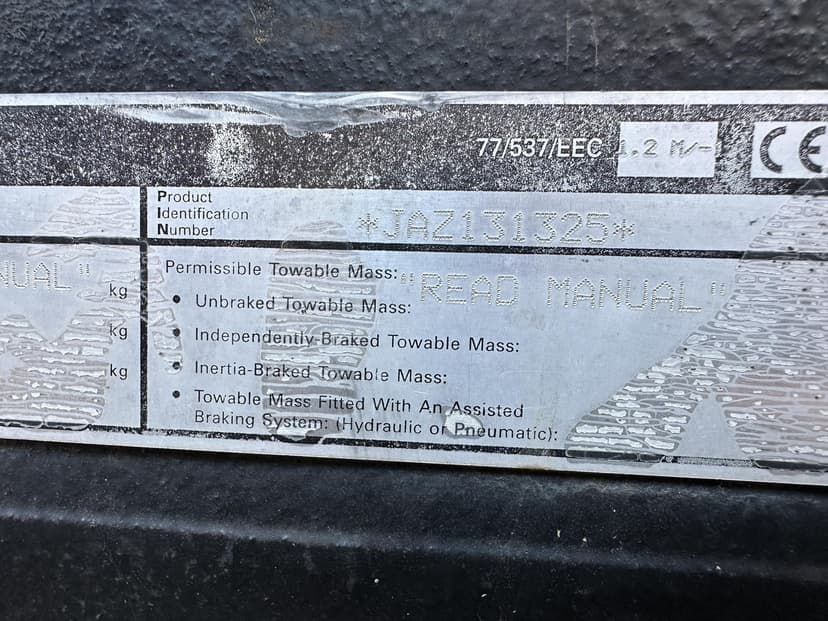 77/537/EEC 1.2 M/- CE
Product
Identification
Number *JAZ131325*
NUAL" kg
kg
kg
Permissible Towable Mass: "READ MANUAL"
• Unbraked Towable Mass:
• Independently-Braked Towable Mass:
• Inertia-Braked Towable Mass:
• Towable Mass Fitted With An Assisted
Braking System: (Hydraulic or Pneumatic):